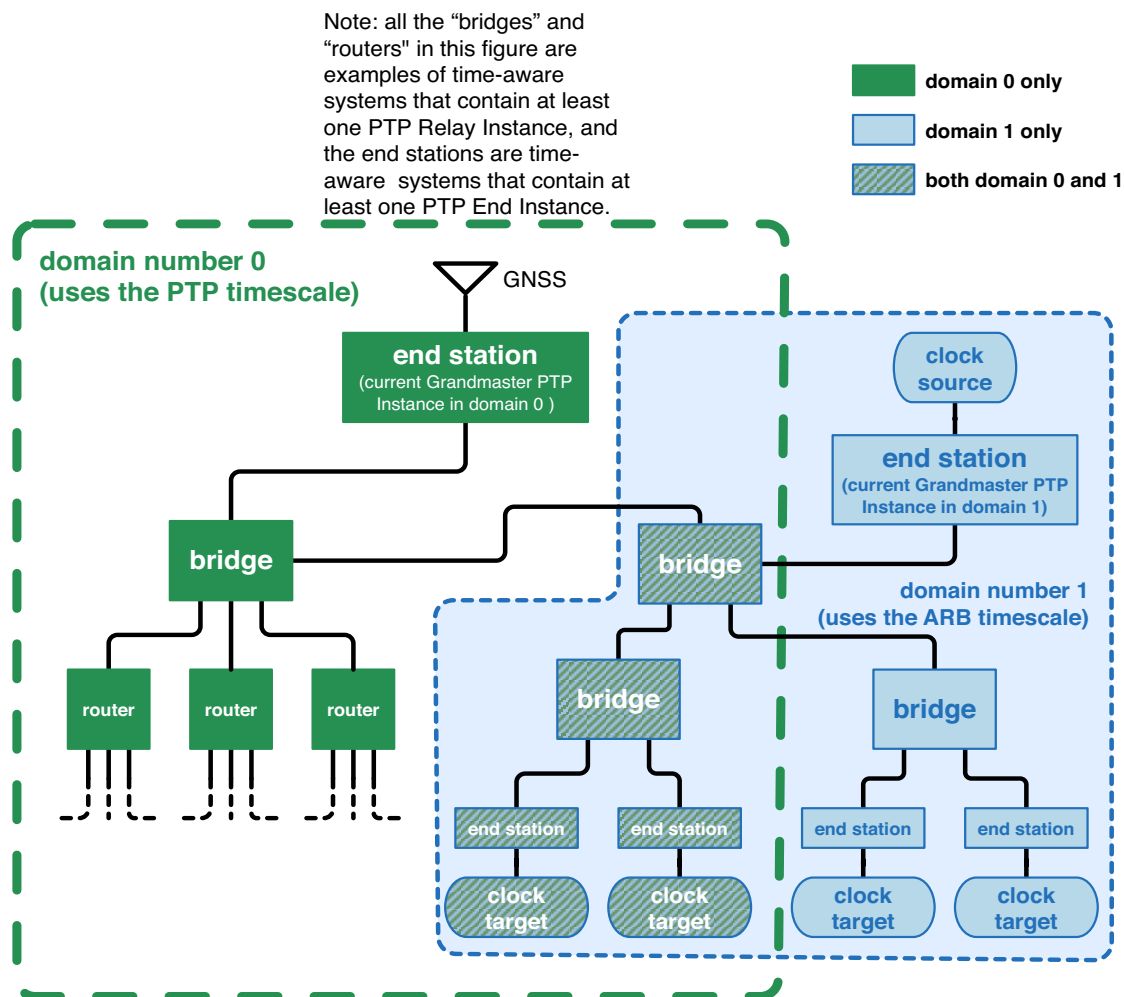 Note: all the “bridges” and
“routers" in this figure are
examples of time-aware
systems that contain at least
one PTP Relay Instance, and
the end stations are time-
aware systems that contain at
least one PTP End Instance.
domain 0 only
domain 1 only
both domain 0 and 1
domain number 0
(uses the PTP timescale)
GNSS
end station
(current Grandmaster PTP
Instance in domain 0 )
clock
source
end station
(current Grandmaster PTP
Instance in domain 1)
bridge
bridge
domain number 1
(uses the ARB timescale)
router
router
router
bridge
bridge
end station
end station
end station
end station
clock
target
clock
target
clock
target
clock
target